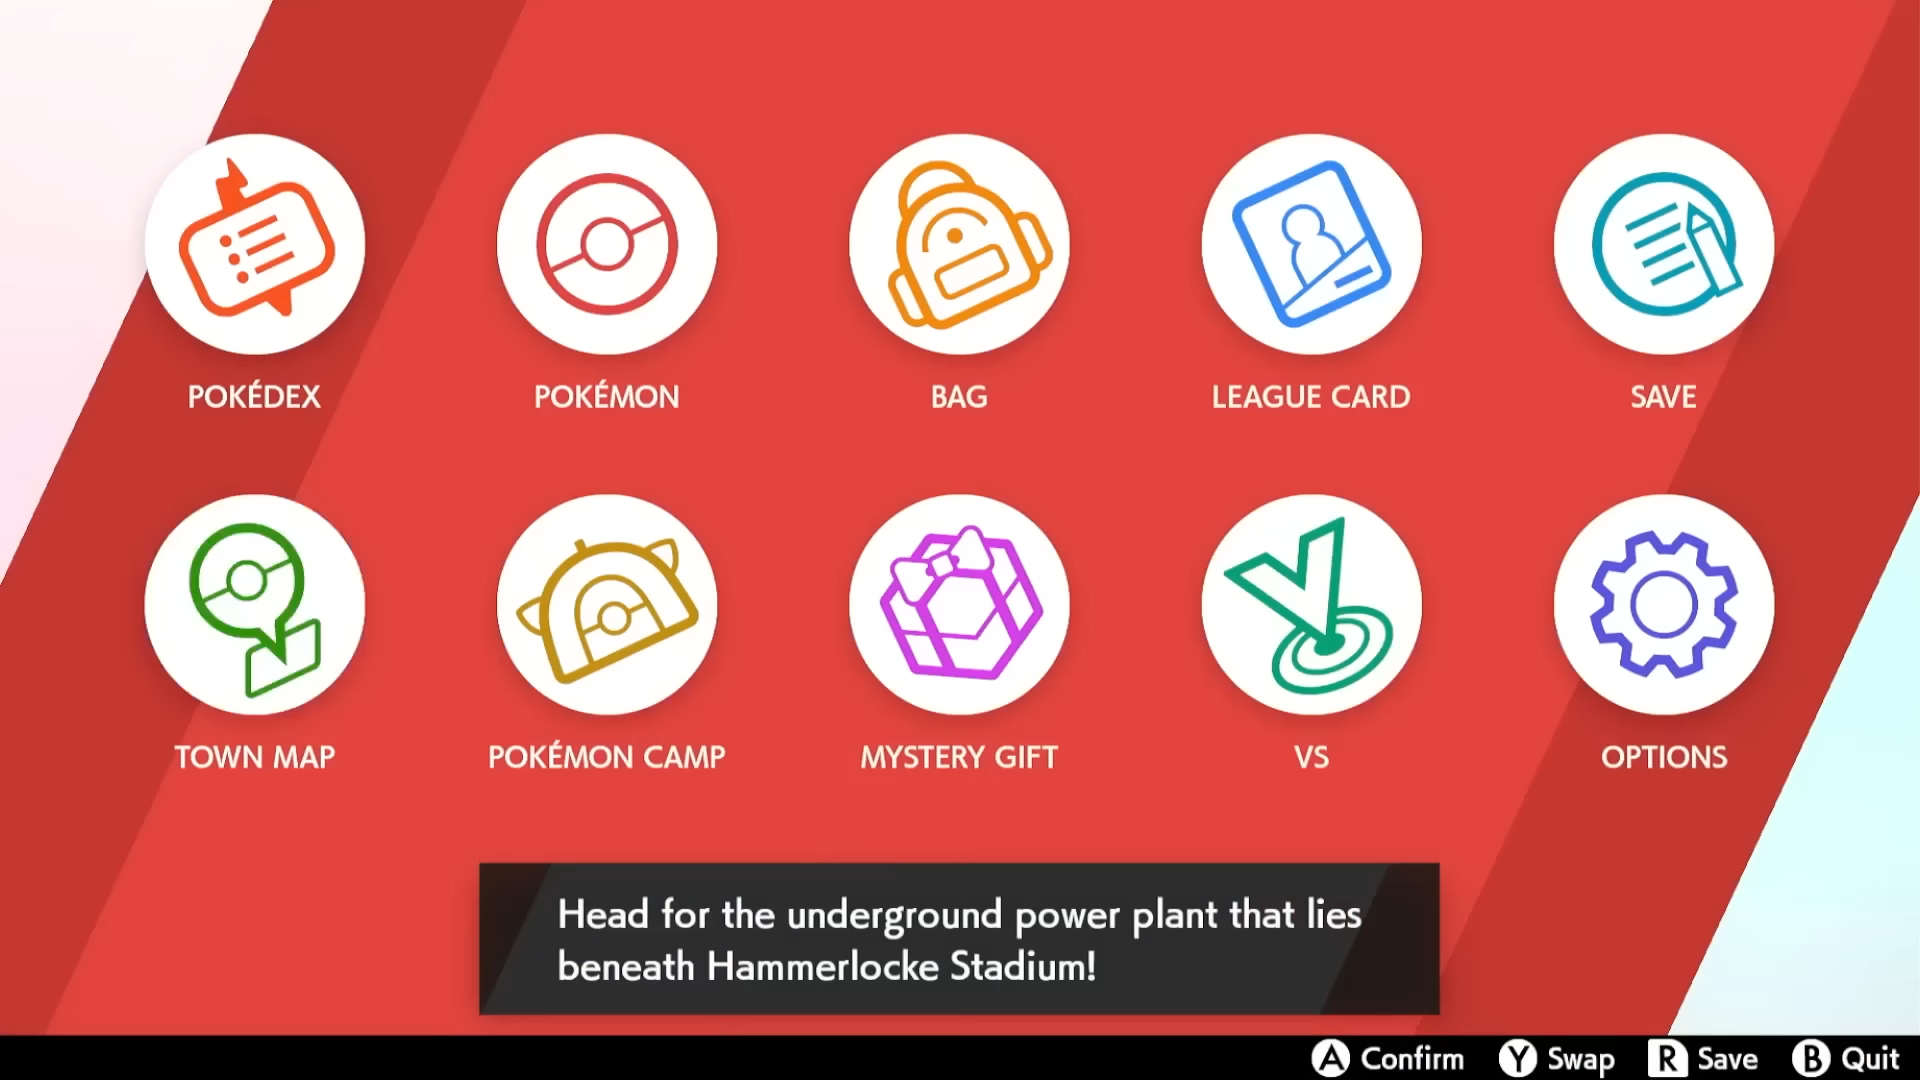 POKÉDEX
POKÉMON
BAG
LEAGUE CARD
SAVE
TOWN MAP
POKÉMON CAMP
MYSTERY GIFT
VS
OPTIONS
Head for the underground power plant that lies
beneath Hammerlocke Stadium!
A Confirm Y Swap R Save B Quit